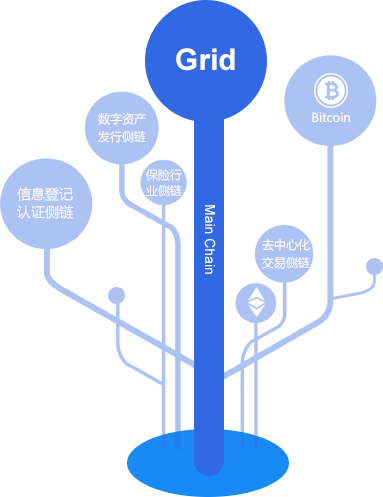 Grid
数字资产
发行侧链
Bitcoin
保险行
业侧链
信息登记
认证侧链
Main Chain
去中心化
交易侧链